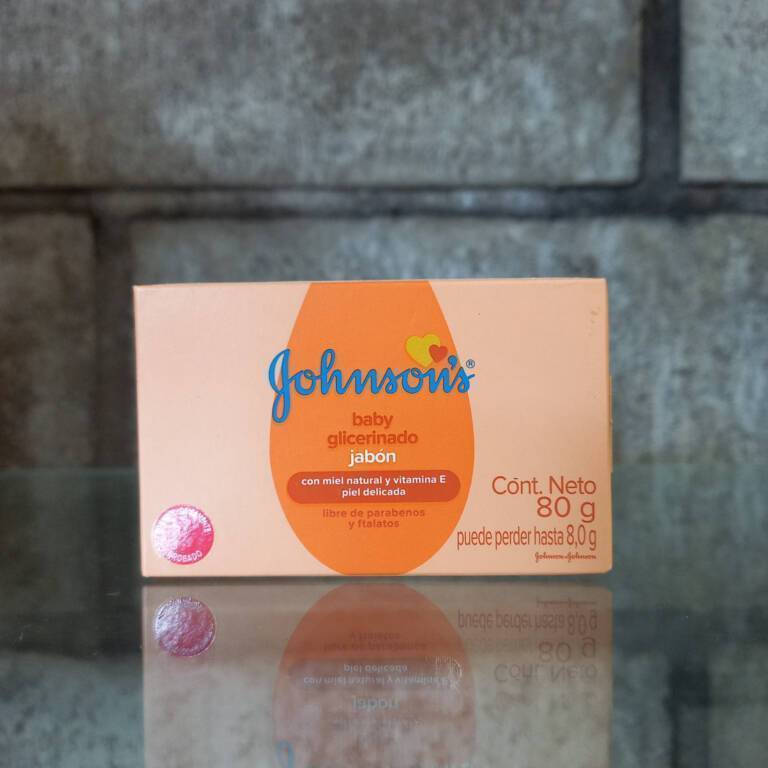 Johnson's®
baby
glicerinado
jabón
con miel natural y vitamina E
piel delicada
libre de parabenos
y ftalatos
Cont. Neto
80 g
puede perder hasta 8,0 g
Johnson & Johnson